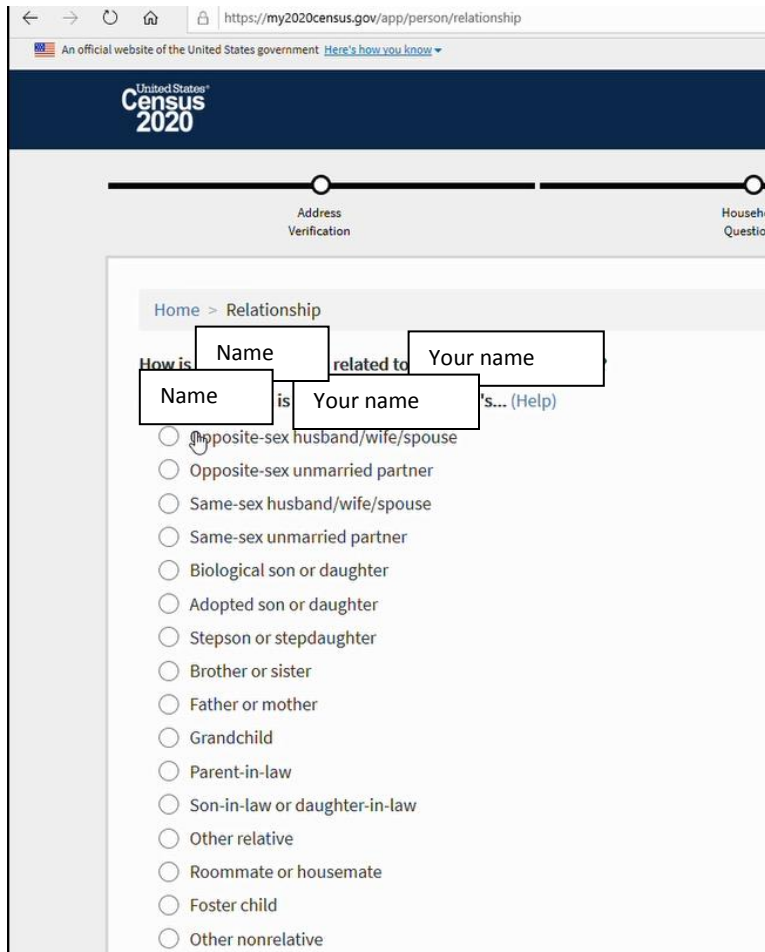 https://my2020census.gov/app/person/relationship
An official website of the United States government Here's how you know
United States®
Census
2020
Address
Verification
Househ
Questio
Home > Relationship
How is Name related to Your name ?
Name is Your name 's... (Help)
Opposite-sex husband/wife/spouse
Opposite-sex unmarried partner
Same-sex husband/wife/spouse
Same-sex unmarried partner
Biological son or daughter
Adopted son or daughter
Stepson or stepdaughter
Brother or sister
Father or mother
Grandchild
Parent-in-law
Son-in-law or daughter-in-law
Other relative
Roommate or housemate
Foster child
Other nonrelative